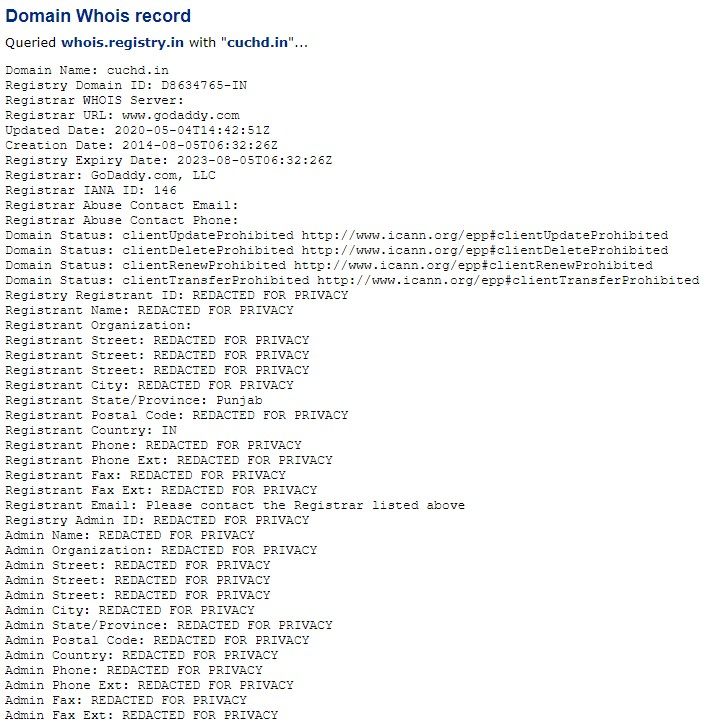 Domain Whois record
Queried whois.registry.in with "cuchd.in"...
Domain Name: cuchd.in
Registry Domain ID: D8634765-IN
Registrar WHOIS Server:
Registrar URL: www.godaddy.com
Updated Date: 2020-05-04T14:42:51Z
Creation Date: 2014-08-05T06:32:26Z
Registry Expiry Date: 2023-08-05T06:32:26Z
Registrar: GoDaddy.com, LLC
Registrar IANA ID: 146
Registrar Abuse Contact Email:
Registrar Abuse Contact Phone:
Domain Status: clientUpdateProhibited http://www.icann.org/epp#clientUpdateProhibited
Domain Status: clientDeleteProhibited http://www.icann.org/epp#clientDeleteProhibited
Domain Status: clientRenewProhibited http://www.icann.org/epp#clientRenewProhibited
Domain Status: clientTransferProhibited http://www.icann.org/epp#clientTransferProhibited
Registry Registrant ID: REDACTED FOR PRIVACY
Registrant Name: REDACTED FOR PRIVACY
Registrant Organization:
Registrant Street: REDACTED FOR PRIVACY
Registrant Street: REDACTED FOR PRIVACY
Registrant Street: REDACTED FOR PRIVACY
Registrant City: REDACTED FOR PRIVACY
Registrant State/Province: Punjab
Registrant Postal Code: REDACTED FOR PRIVACY
Registrant Country: IN
Registrant Phone: REDACTED FOR PRIVACY
Registrant Phone Ext: REDACTED FOR PRIVACY
Registrant Fax: REDACTED FOR PRIVACY
Registrant Fax Ext: REDACTED FOR PRIVACY
Registrant Email: Please contact the Registrar listed above
Registry Admin ID: REDACTED FOR PRIVACY
Admin Name: REDACTED FOR PRIVACY
Admin Organization: REDACTED FOR PRIVACY
Admin Street: REDACTED FOR PRIVACY
Admin Street: REDACTED FOR PRIVACY
Admin Street: REDACTED FOR PRIVACY
Admin City: REDACTED FOR PRIVACY
Admin State/Province: REDACTED FOR PRIVACY
Admin Postal Code: REDACTED FOR PRIVACY
Admin Country: REDACTED FOR PRIVACY
Admin Phone: REDACTED FOR PRIVACY
Admin Phone Ext: REDACTED FOR PRIVACY
Admin Fax: REDACTED FOR PRIVACY
Admin Fax Ext: REDACTED FOR PRIVACY